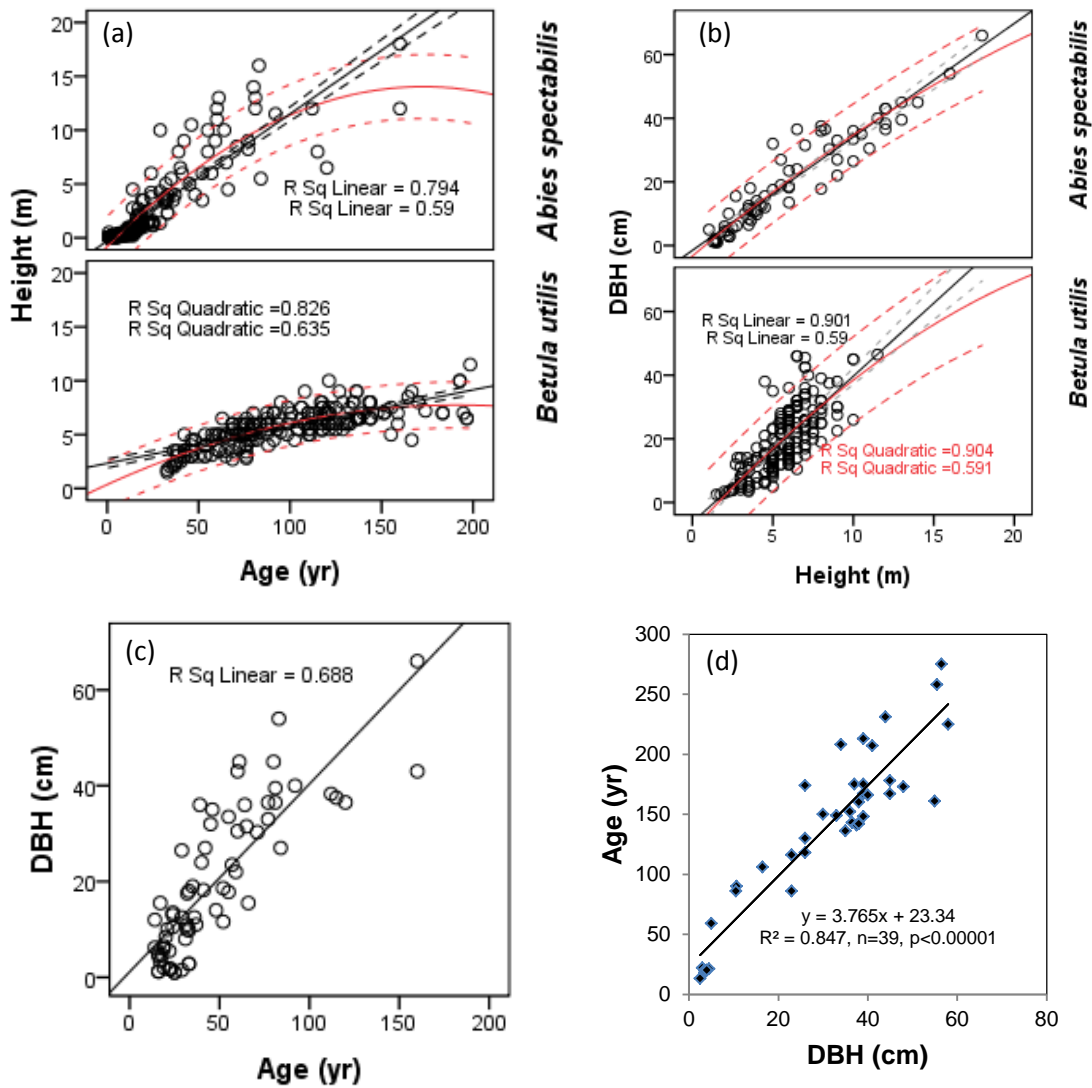 (a)
20
15
10
5
0
R Sq Linear = 0.794
R Sq Linear = 0.59
Abies spectabilis
Height (m)
20
15
10
5
0
R Sq Quadratic =0.826
R Sq Quadratic =0.635
Betula utilis
0 50 100 150 200
Age (yr)
(b)
60
40
20
0
Abies spectabilis
DBH (cm)
60
40
20
0
R Sq Linear = 0.901
R Sq Linear = 0.59
R Sq Quadratic =0.904
R Sq Quadratic =0.591
Betula utilis
0 5 10 15 20
Height (m)
(c)
R Sq Linear = 0.688
60
40
20
0
DBH (cm)
0 50 100 150 200
Age (yr)
(d)
300
250
200
150
100
50
0
Age (yr)
y = 3.765x + 23.34
R² = 0.847, n=39, p<0.00001
0 20 40 60 80
DBH (cm)